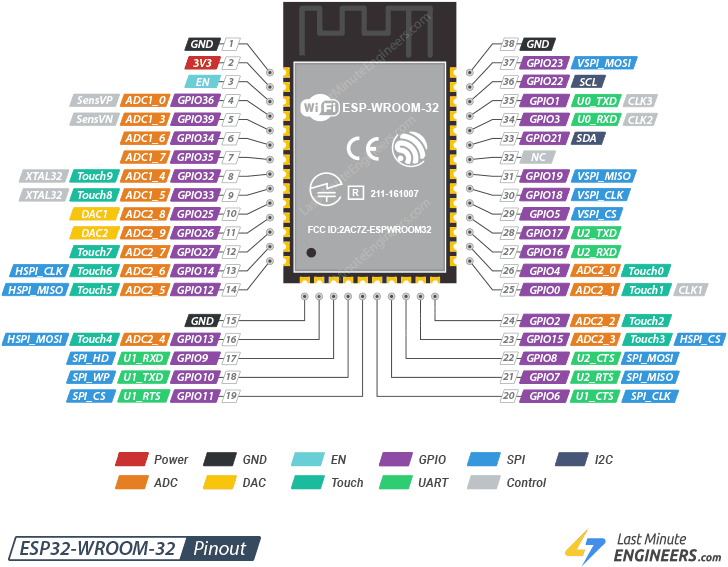 GND 1
3V3 2
EN 3
SensVP ADC1_0 GPIO36 4
SensVN ADC1_3 GPIO39 5
ADC1_6 GPIO34 6
ADC1_7 GPIO35 7
XTAL32 Touch9 ADC1_4 GPIO32 8
XTAL32 Touch8 ADC1_5 GPIO33 9
DAC1 ADC2_8 GPIO25 10
DAC2 ADC2_9 GPIO26 11
Touch7 ADC2_7 GPIO27 12
HSPI_CLK Touch6 ADC2_6 GPIO14 13
HSPI_MISO Touch5 ADC2_5 GPIO12 14
LastMinuteEngineers.com
WiFi ESP-WROOM-32
CE
R 211-161007
FCC ID:2AC7Z-ESPWROOM32
38 GND
37 GPIO23 VSPI_MOSI
36 GPIO22 SCL
35 GPIO1 U0_TXD CLK3
34 GPIO3 U0_RXD CLK2
33 GPIO21 SDA
32 NC
31 GPIO19 VSPI_MISO
30 GPIO18 VSPI_CLK
29 GPIO5 VSPI_CS
28 GPIO17 U2_TXD
27 GPIO16 U2_RXD
26 GPIO4 ADC2_0 Touch0
25 GPIO0 ADC2_1 Touch1 CLK1
GND 15
HSPI_MOSI Touch4 ADC2_4 GPIO13 16
SPI_HD U1_RXD GPIO9 17
SPI_WP U1_TXD GPIO10 18
SPI_CS U1_RTS GPIO11 19
24 GPIO2 ADC2_2 Touch2
23 GPIO15 ADC2_3 Touch3 HSPI_CS
22 GPIO8 U2_CTS SPI_MOSI
21 GPIO7 U2_RTS SPI_MISO
20 GPIO6 U1_CTS SPI_CLK
Power GND EN GPIO SPI I2C
ADC DAC Touch UART Control
ESP32-WROOM-32 Pinout
Last Minute
ENGINEERS.com